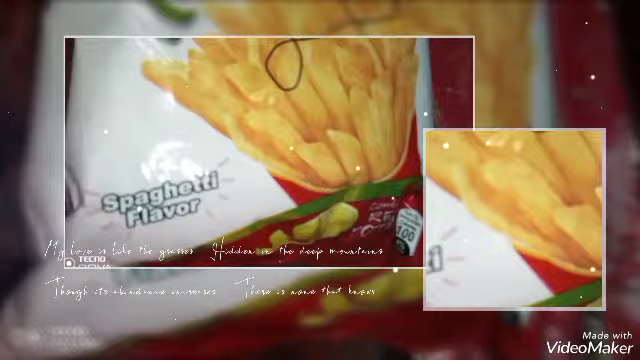 Spaghetti
Flavor
100
My love is like the grasses Hidden in the deep mountains
TECNO
Though its abundance increases There is none that knows
Made with
VideoMaker